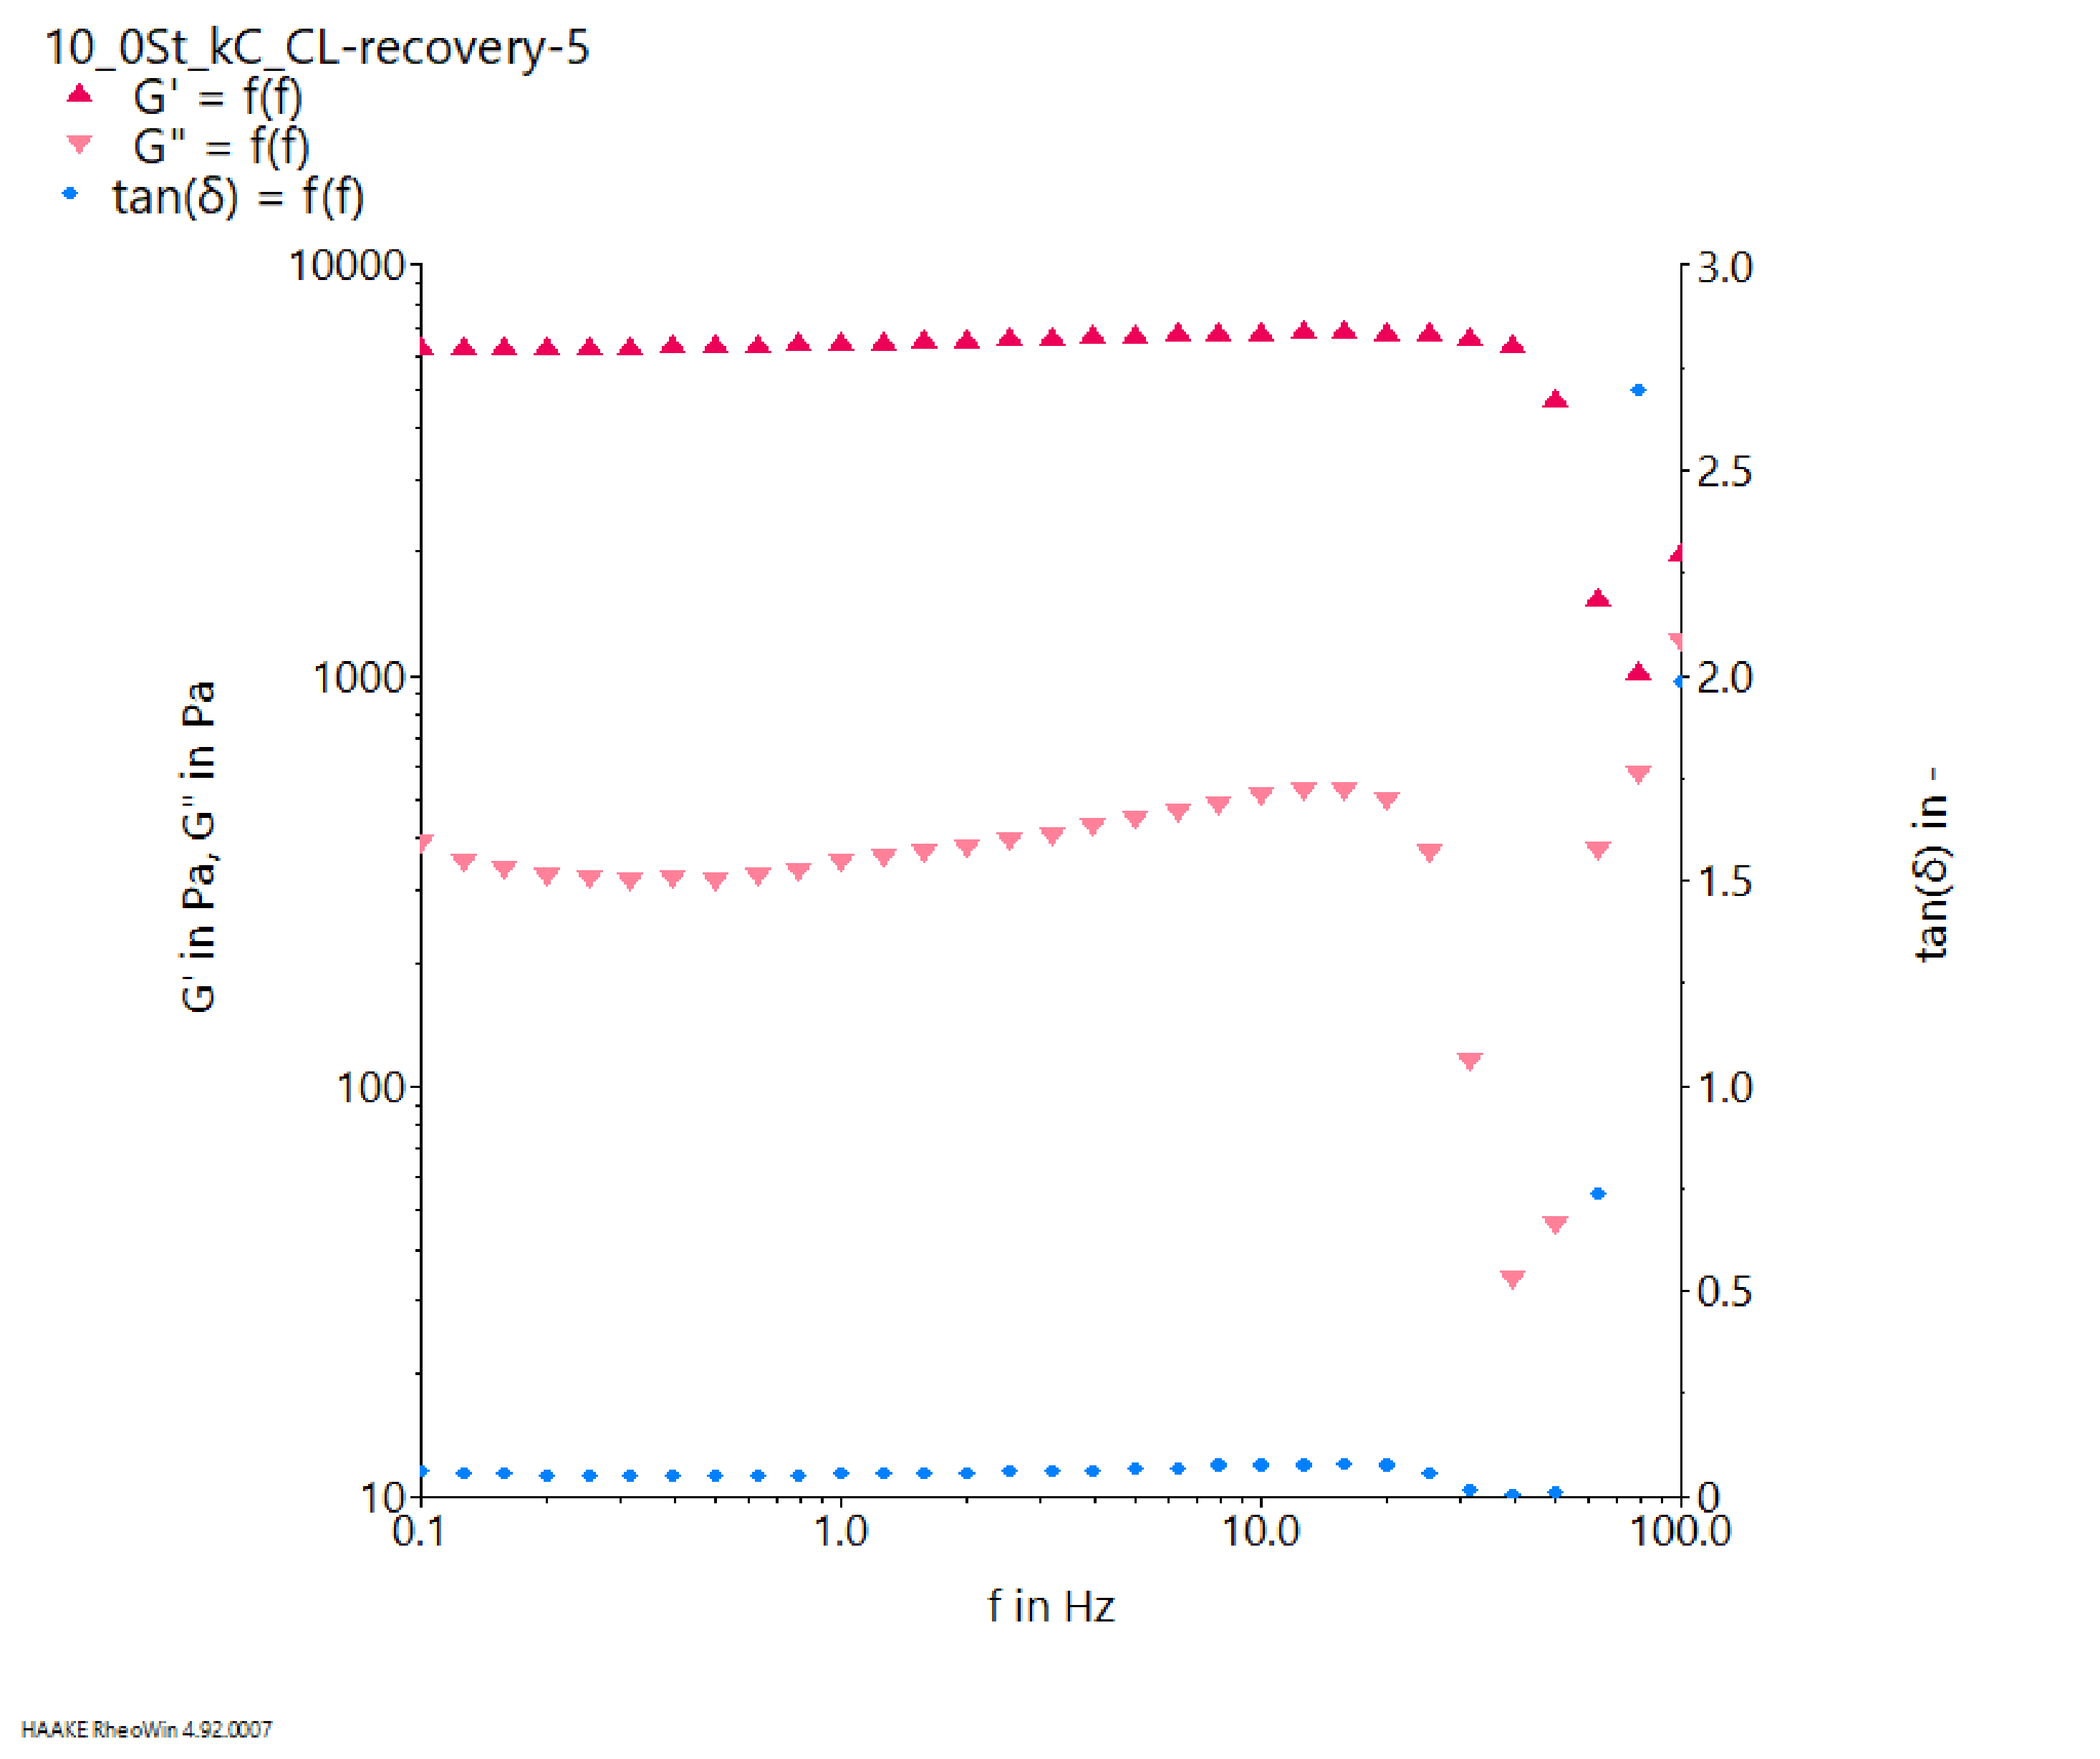 10_0St_kC_CL-recovery-5
G' = f(f)
G" = f(f)
tan(δ) = f(f)
10000
1000
100
10
G' in Pa, G" in Pa
3.0
2.5
2.0
1.5
1.0
0.5
0
tan(δ) in -
0.1
1.0
10.0
100.0
f in Hz
HAAKE RheoWin 4.92.0007